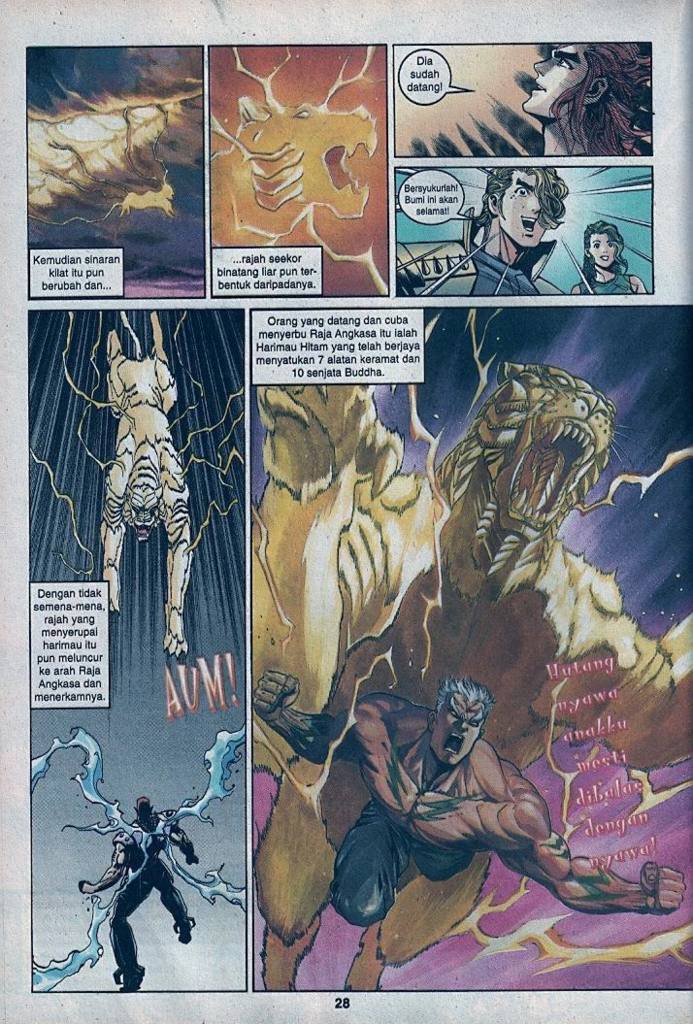 Kemudian sinaran
kilat itu pun
berubah dan...
...rajah seekor
binatang liar pun ter-
bentuk daripadanya.
Dia
sudah
datang!
Bersyukurlah!
Bumi ini akan
selamat!
Dengan tidak
semena-mena,
rajah yang
menyerupai
harimau itu
pun meluncur
ke arah Raja
Angkasa dan
menerkamnya.
AUM!
Orang yang datang dan cuba
menyerbu Raja Angkasa itu ialah
Harimau Hitam yang telah berjaya
menyatukan 7 alatan keramat dan
10 senjata Buddha.
Hutang
nyawa
anakku
mesti
dibalas
dengan
nyawa!
28